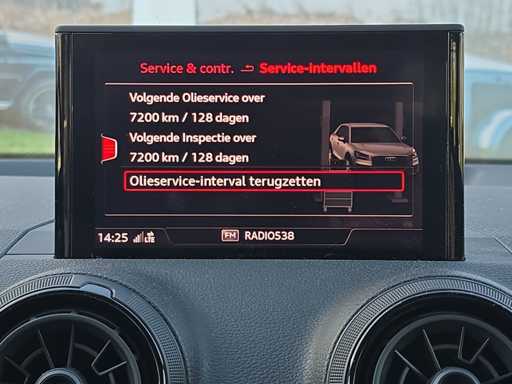 Service & contr. Service-intervallen
Volgende Olieservice over
7200 km / 128 dagen
Volgende Inspectie over
7200 km / 128 dagen
Olieservice-interval terugzetten
14:25 LTE FM RADIO538